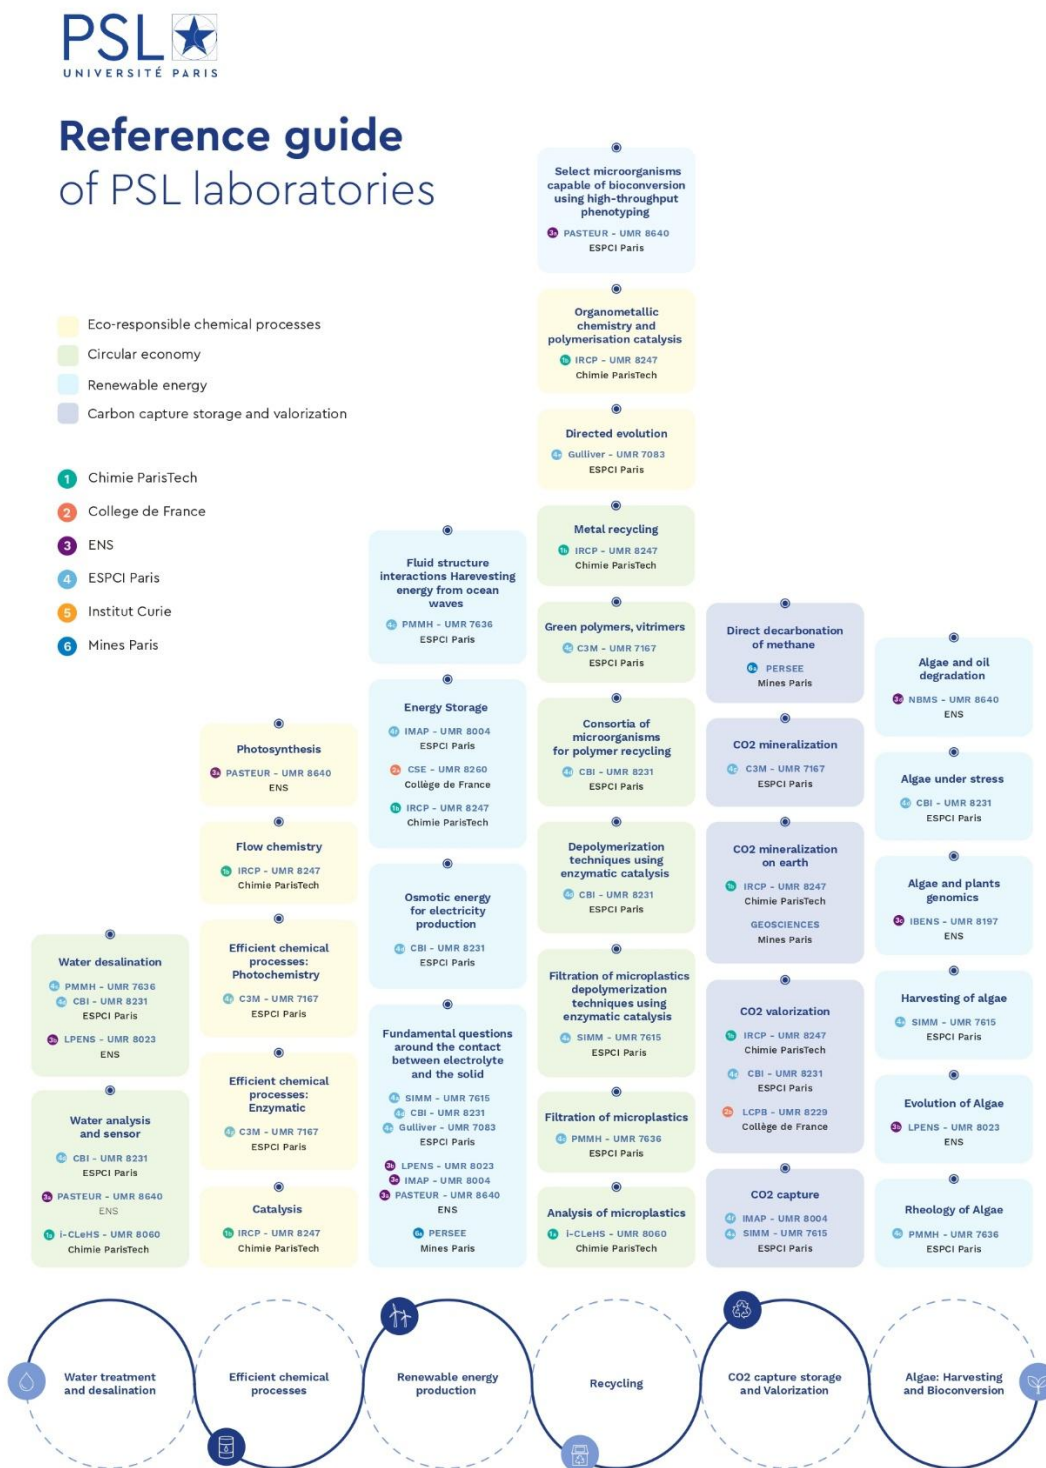 PSL
UNIVERSITÉ PARIS
Reference guide
of PSL laboratories
Eco-responsible chemical processes
Circular economy
Renewable energy
Carbon capture storage and valorization
1 Chimie ParisTech
2 College de France
3 ENS
4 ESPCI Paris
5 Institut Curie
6 Mines Paris
Water desalination
PMMH - UMR 7636
CBI - UMR 8231
ESPCI Paris
LPENS - UMR 8023
ENS
Water analysis
and sensor
CBI - UMR 8231
ESPCI Paris
PASTEUR - UMR 8640
ENS
i-CLeHS - UMR 8060
Chimie ParisTech
Photosynthesis
PASTEUR - UMR 8640
ENS
Flow chemistry
IRCP - UMR 8247
Chimie ParisTech
Efficient chemical
processes:
Photochemistry
C3M - UMR 7167
ESPCI Paris
Efficient chemical
processes:
Enzymatic
C3M - UMR 7167
ESPCI Paris
Catalysis
IRCP - UMR 8247
Chimie ParisTech
Fluid structure
interactions Harevesting
energy from ocean
waves
PMMH - UMR 7636
ESPCI Paris
Energy Storage
IMAP - UMR 8004
ESPCI Paris
CSE - UMR 8260
Collège de France
IRCP - UMR 8247
Chimie ParisTech
Osmotic energy
for electricity
production
CBI - UMR 8231
ESPCI Paris
Fundamental questions
around the contact
between electrolyte
and the solid
SIMM - UMR 7615
CBI - UMR 8231
Gulliver - UMR 7083
ESPCI Paris
LPENS - UMR 8023
IMAP - UMR 8004
PASTEUR - UMR 8640
ENS
PERSEE
Mines Paris
Select microorganisms
capable of bioconversion
using high-throughput
phenotyping
PASTEUR - UMR 8640
ESPCI Paris
Organometallic
chemistry and
polymerisation catalysis
IRCP - UMR 8247
Chimie ParisTech
Directed evolution
Gulliver - UMR 7083
ESPCI Paris
Metal recycling
IRCP - UMR 8247
Chimie ParisTech
Green polymers, vitrimers
C3M - UMR 7167
ESPCI Paris
Consortia of
microorganisms
for polymer recycling
CBI - UMR 8231
ESPCI Paris
Depolymerization
techniques using
enzymatic catalysis
CBI - UMR 8231
ESPCI Paris
Filtration of microplastics
depolymerization
techniques using
enzymatic catalysis
SIMM - UMR 7615
ESPCI Paris
Filtration of microplastics
PMMH - UMR 7636
ESPCI Paris
Analysis of microplastics
i-CLeHS - UMR 8060
Chimie ParisTech
Direct decarbonation
of methane
PERSEE
Mines Paris
CO2 mineralization
C3M - UMR 7167
ESPCI Paris
CO2 mineralization
on earth
IRCP - UMR 8247
Chimie ParisTech
GEOSCIENCES
Mines Paris
CO2 valorization
IRCP - UMR 8247
Chimie ParisTech
CBI - UMR 8231
ESPCI Paris
LCPB - UMR 8229
Collège de France
CO2 capture
IMAP - UMR 8004
SIMM - UMR 7615
ESPCI Paris
Algae and oil
degradation
NBMS - UMR 8640
ENS
Algae under stress
CBI - UMR 8231
ESPCI Paris
Algae and plants
genomics
IBENS - UMR 8197
ENS
Harvesting of algae
SIMM - UMR 7615
ESPCI Paris
Evolution of Algae
LPENS - UMR 8023
ENS
Rheology of Algae
PMMH - UMR 7636
ESPCI Paris
Water treatment
and desalination
Efficient chemical
processes
Renewable energy
production
Recycling
CO2 capture storage
and Valorization
Algae: Harvesting
and Bioconversion